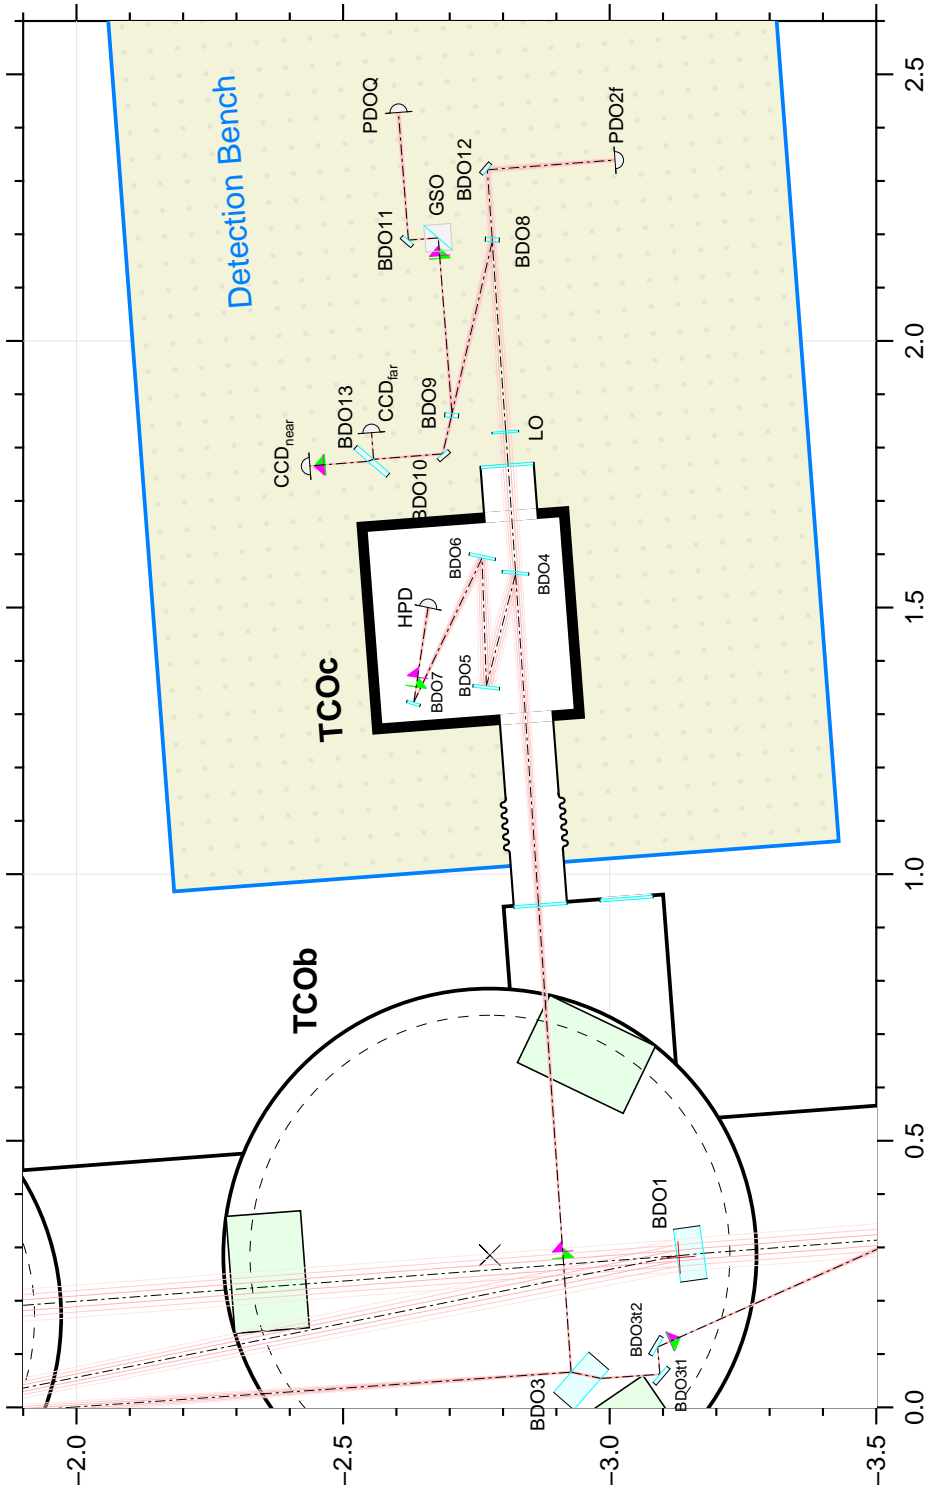 Detection Bench
PDOQ
PDO2f
BDO12
GSO
BDO11
BDO8
CCDnear
BDO13
CCDfar
BDO9
BDO10
LO
BDO6
BDO4
HPD
BDO7
BDO5
TCOc
TCOb
BDO1
BDO3t2
BDO3t1
BDO3
0.0
0.5
1.0
1.5
2.0
2.5
−2.0
−2.5
−3.0
−3.5